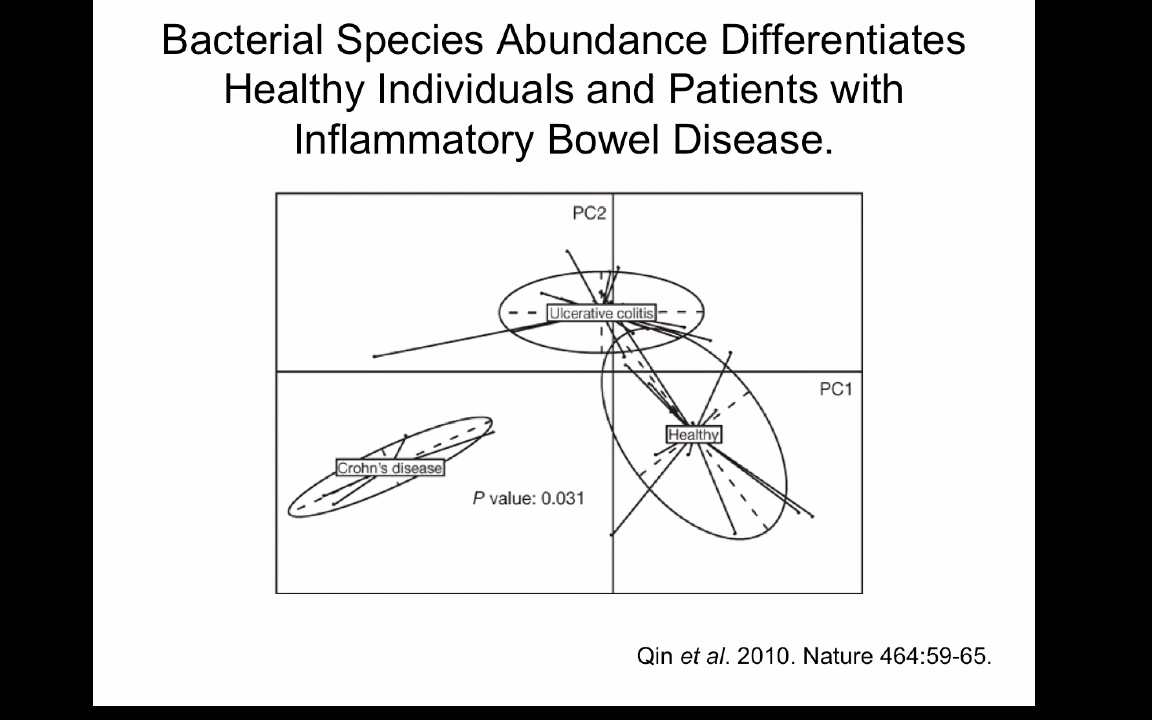 Bacterial Species Abundance Differentiates
Healthy Individuals and Patients with
Inflammatory Bowel Disease.
PC2
Ulcerative colitis
PC1
Healthy
Crohn's disease
P value: 0.031
Qin et al. 2010. Nature 464:59-65.